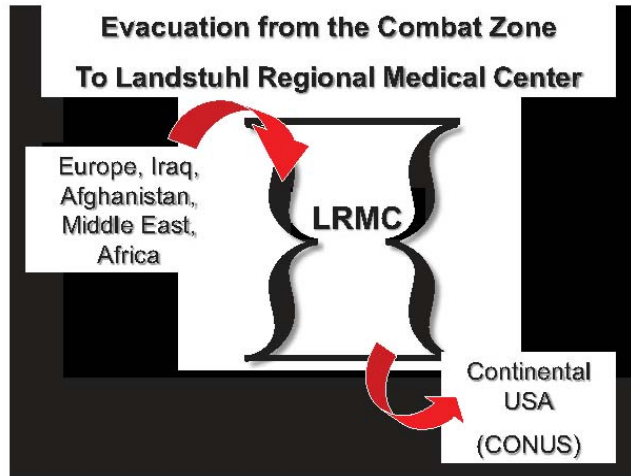 Evacuation from the Combat Zone
To Landstuhl Regional Medical Center
Europe, Iraq,
Afghanistan,
Middle East,
Africa
LRMC
Continental
USA
(CONUS)